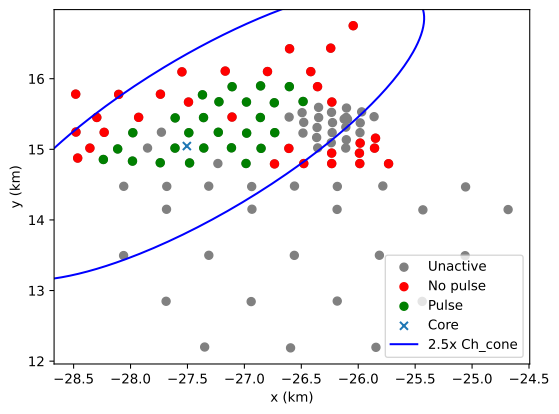 16
15
14
13
12
y (km)
Unactive
No pulse
Pulse
Core
2.5x Ch_cone
−28.5 −28.0 −27.5 −27.0 −26.5 −26.0 −25.5 −25.0 −24.5
x (km)